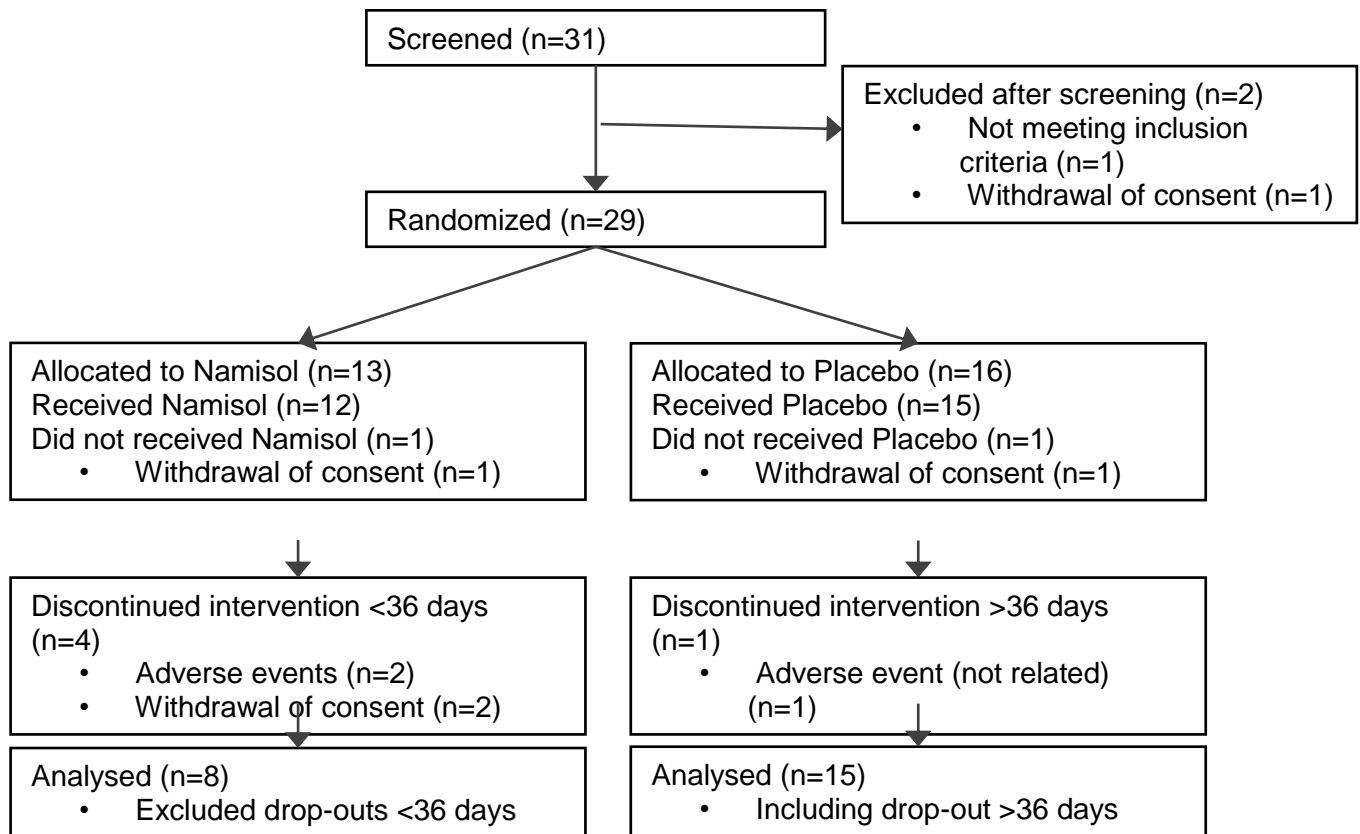 Screened (n=31)
Excluded after screening (n=2)
• Not meeting inclusion
criteria (n=1)
• Withdrawal of consent (n=1)
Randomized (n=29)
Allocated to Namisol (n=13)
Received Namisol (n=12)
Did not received Namisol (n=1)
• Withdrawal of consent (n=1)
Allocated to Placebo (n=16)
Received Placebo (n=15)
Did not received Placebo (n=1)
• Withdrawal of consent (n=1)
Discontinued intervention <36 days
(n=4)
• Adverse events (n=2)
• Withdrawal of consent (n=2)
Discontinued intervention >36 days
(n=1)
• Adverse event (not related)
(n=1)
Analysed (n=8)
• Excluded drop-outs <36 days
Analysed (n=15)
• Including drop-out >36 days